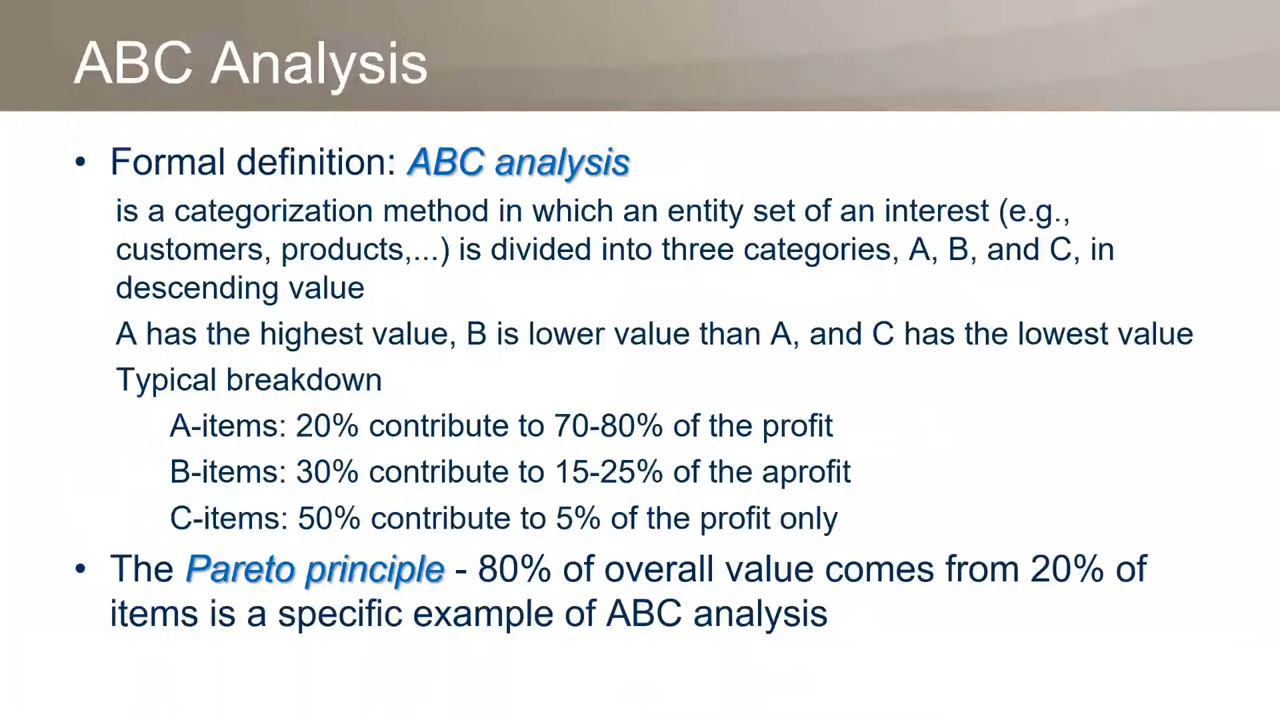 ABC Analysis
• Formal definition: ABC analysis
is a categorization method in which an entity set of an interest (e.g.,
customers, products,...) is divided into three categories, A, B, and C, in
descending value
A has the highest value, B is lower value than A, and C has the lowest value
Typical breakdown
A-items: 20% contribute to 70-80% of the profit
B-items: 30% contribute to 15-25% of the aprofit
C-items: 50% contribute to 5% of the profit only
• The Pareto principle - 80% of overall value comes from 20% of
items is a specific example of ABC analysis